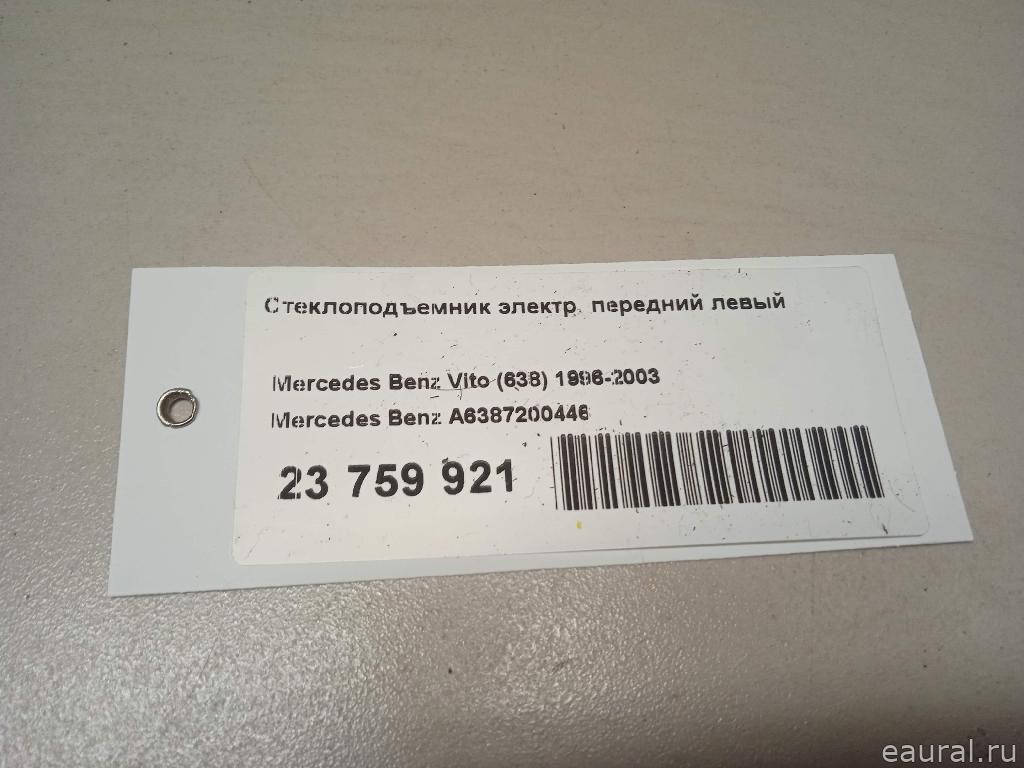 Стеклоподъемник электр. передний левый
Mercedes Benz Vito (638) 1996-2003
Mercedes Benz A6387200446
23 759 921
eaural.ru